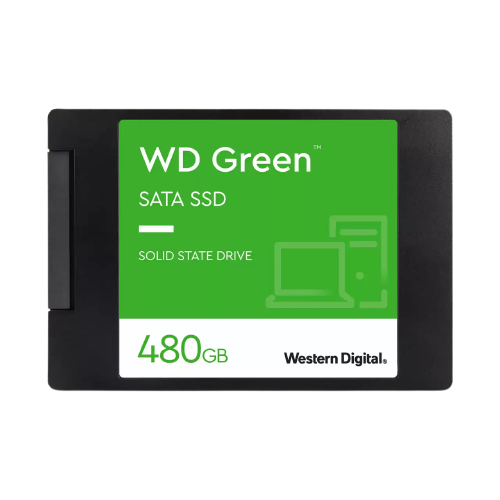 WD Green™
SATA SSD
SOLID STATE DRIVE
480GB
Western Digital®